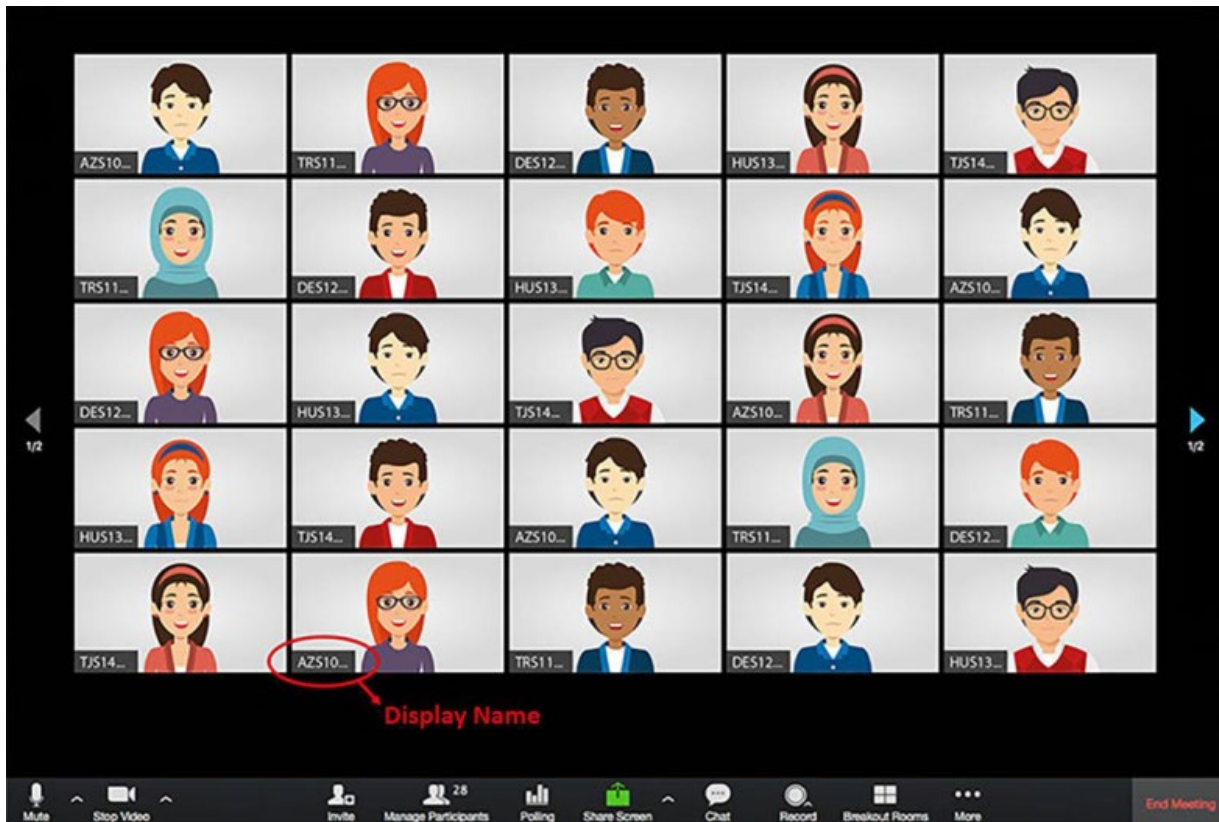 AZS10... TRS11... DES12... HUS13... TJS14...
TRS11... DES12... HUS13... TJS14... AZS10...
DES12... HUS13... TJS14... AZS10... TRS11...
1/2 1/2
HUS13... TJS14... AZS10... TRS11... DES12...
TJS14... AZS10... TRS11... DES12... HUS13...
Display Name
28
Mute Stop Video Invite Manage Participants Polling Share Screen Chat Record Breakout Rooms More End Meeting